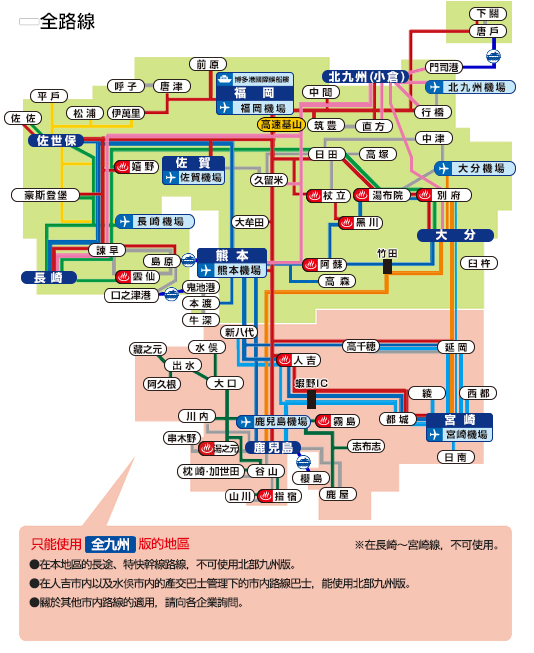 全路線
下關
唐戶
門司港
前原
博多港國際候船樓
福岡
福岡機場
北九州(小倉)
北九州機場
平戶
呼子
唐津
中間
佐佐
松浦
伊萬里
高速基山
筑豊
直方
行橋
佐世保
中津
嬉野
佐賀
佐賀機場
日田
高塚
大分機場
久留米
豪斯登堡
杖立
湯布院
別府
長崎機場
大牟田
黑川
大分
諫早
熊本
熊本機場
竹田
島原
阿蘇
臼杵
長崎
雲仙
鬼池港
高森
口之津港
本渡
牛深
新八代
綾之元
水俣
高千穂
延岡
出水
人吉
阿久根
大口
蝦野IC
綾
西都
川内
鹿兒島機場
霧島
都城
宮崎
宮崎機場
串木野
湯之元
鹿兒島
志布志
日南
枕崎·加世田
谷山
櫻島
山川
指宿
鹿屋
只能使用 全九州 版的地區
※在長崎～宮崎線，不可使用。
●在本地區的長途、特快幹線路線，不可使用北部九州版。
●在人吉市内以及水俣市内的產交巴士管理下的市内路線巴士，能使用北部九州版。
●關於其他市内路線的適用，請向各企業詢問。